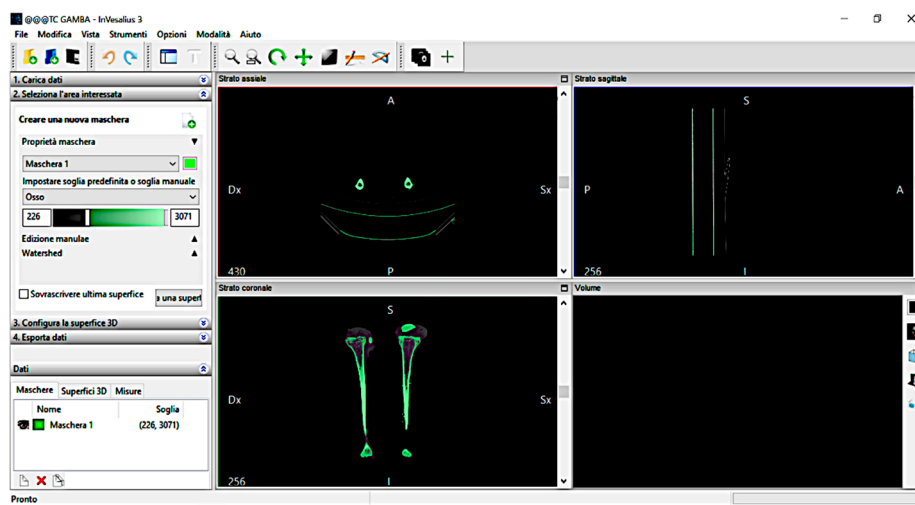 @@@TC GAMBA - InVesalius 3
File Modifica Vista Strumenti Opzioni Modalità Aiuto
1. Carica dati
2. Seleziona l'area interessata
Creare una nuova maschera
Proprietà maschera
Maschera 1
Impostare soglia predefinita o soglia manuale
Osso
226 3071
Edizione manulae
Watershed
Sovrascrivere ultima superfice
a una superf
3. Configura la superfice 3D
4. Esporta dati
Dati
Maschere Superfici 3D Misure
Nome Soglia
Maschera 1 (226, 3071)
Pronto
Strato assiale
A
Dx Sx
430 P
Strato sagittale
S
P A
256 I
Strato coronale
S
Dx Sx
256 I
Volume